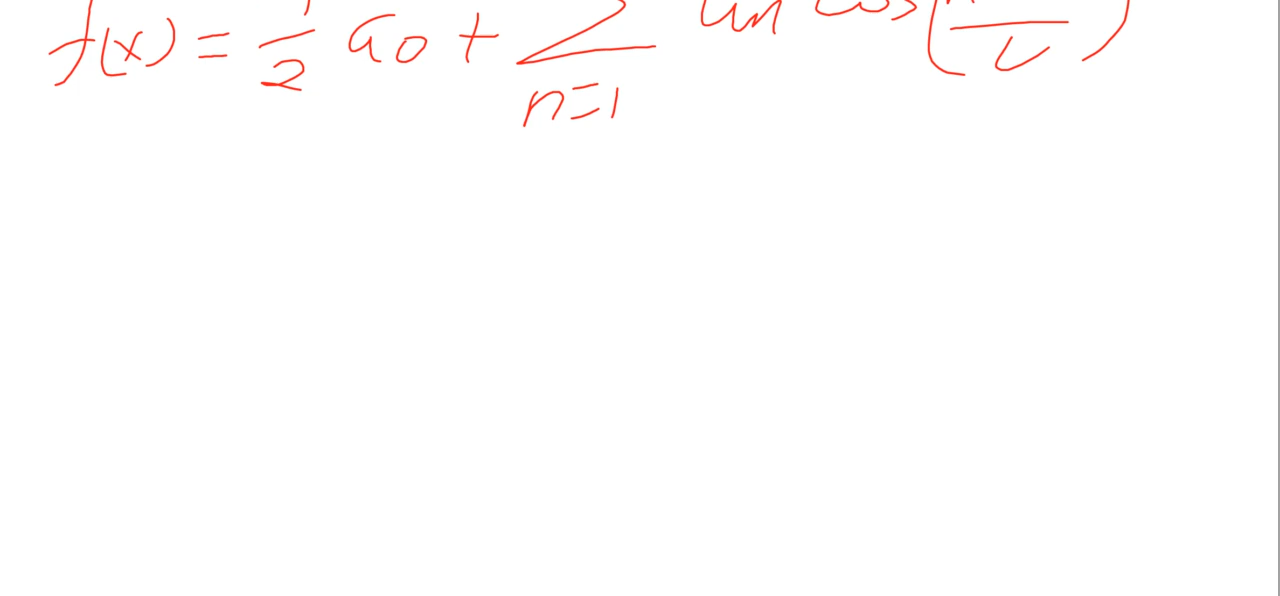 f(x) = 1/2 a0 + Σ an cos( /L)
n=1